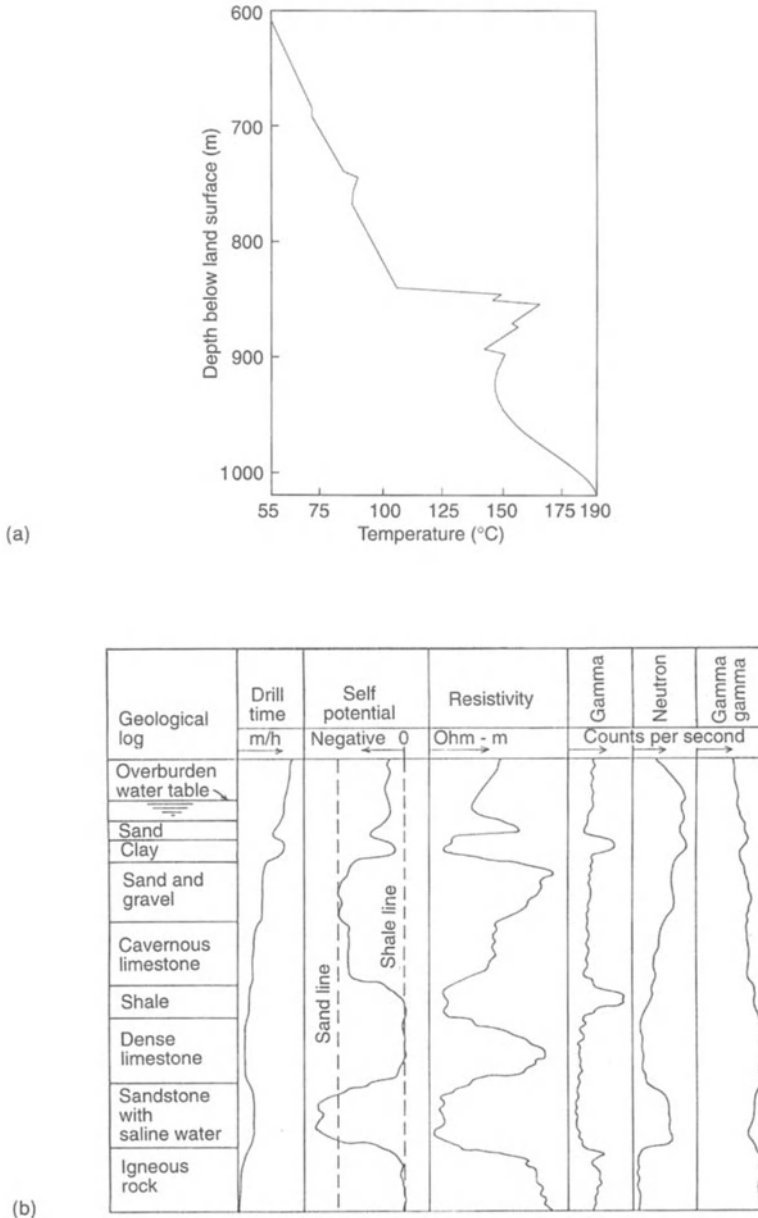 600
700
800
900
1000
Depth below land surface (m)
55 75 100 125 150 175 190
Temperature (°C)
(a)
Geological log
Drill time
Self potential
Resistivity
Gamma
Neutron
Gamma gamma
m/h
Negative 0
Ohm - m
Counts per second
Overburden
water table
Sand
Clay
Sand and
gravel
Cavernous
limestone
Shale
Dense
limestone
Sandstone
with
saline water
Igneous
rock
Sand line
Shale line
(b)